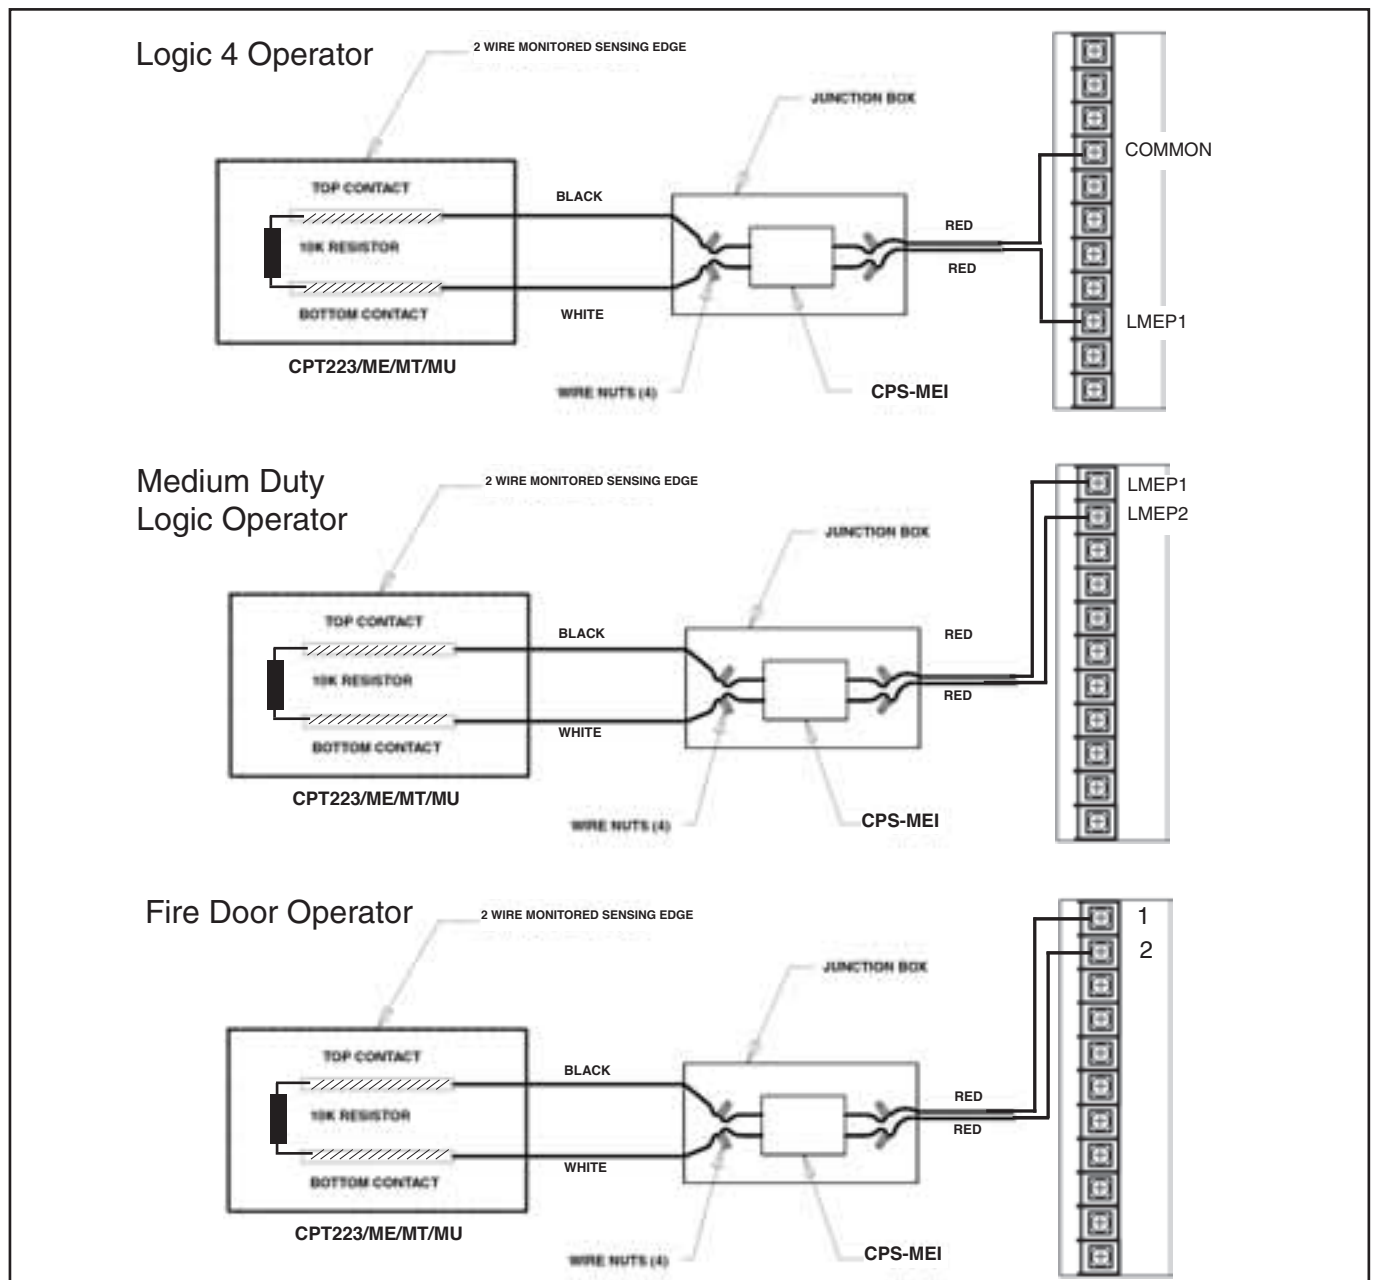 Logic 4 Operator
2 WIRE MONITORED SENSING EDGE
JUNCTION BOX
COMMON
TOP CONTACT
BLACK
10K RESISTOR
RED
RED
BOTTOM CONTACT
WHITE
LMEP1
CPT223/ME/MT/MU
WIRE NUTS (4)
CPS-MEI
Medium Duty
Logic Operator
2 WIRE MONITORED SENSING EDGE
LMEP1
LMEP2
JUNCTION BOX
TOP CONTACT
BLACK
RED
10K RESISTOR
RED
WHITE
BOTTOM CONTACT
CPT223/ME/MT/MU
WIRE NUTS (4)
CPS-MEI
Fire Door Operator
2 WIRE MONITORED SENSING EDGE
1
2
JUNCTION BOX
TOP CONTACT
BLACK
RED
10K RESISTOR
RED
WHITE
BOTTOM CONTACT
CPT223/ME/MT/MU
WIRE NUTS (4)
CPS-MEI